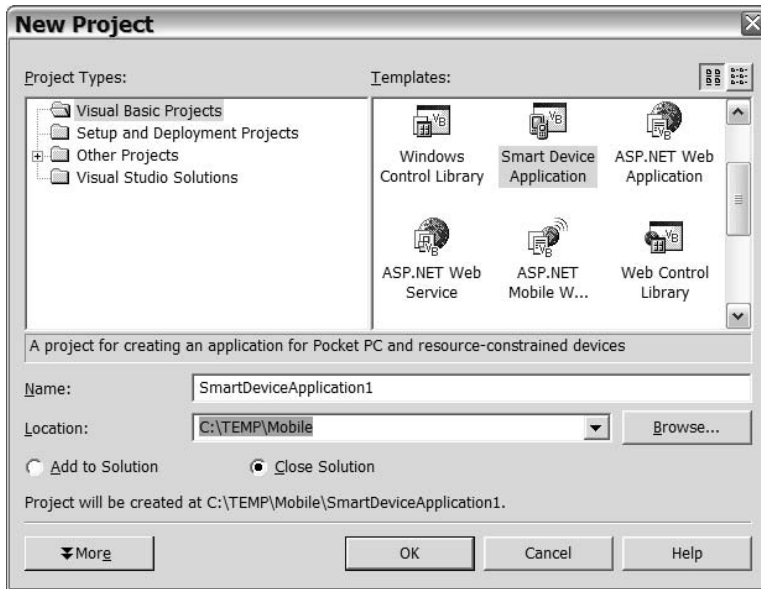 New Project
Project Types:
Templates:
Visual Basic Projects
Setup and Deployment Projects
Other Projects
Visual Studio Solutions
Windows
Control Library
Smart Device
Application
ASP.NET Web
Application
ASP.NET Web
Service
ASP.NET
Mobile W...
Web Control
Library
A project for creating an application for Pocket PC and resource-constrained devices
Name:
SmartDeviceApplication1
Location:
C:\TEMP\Mobile
Browse...
Add to Solution
Close Solution
Project will be created at C:\TEMP\Mobile\SmartDeviceApplication1.
More
OK
Cancel
Help